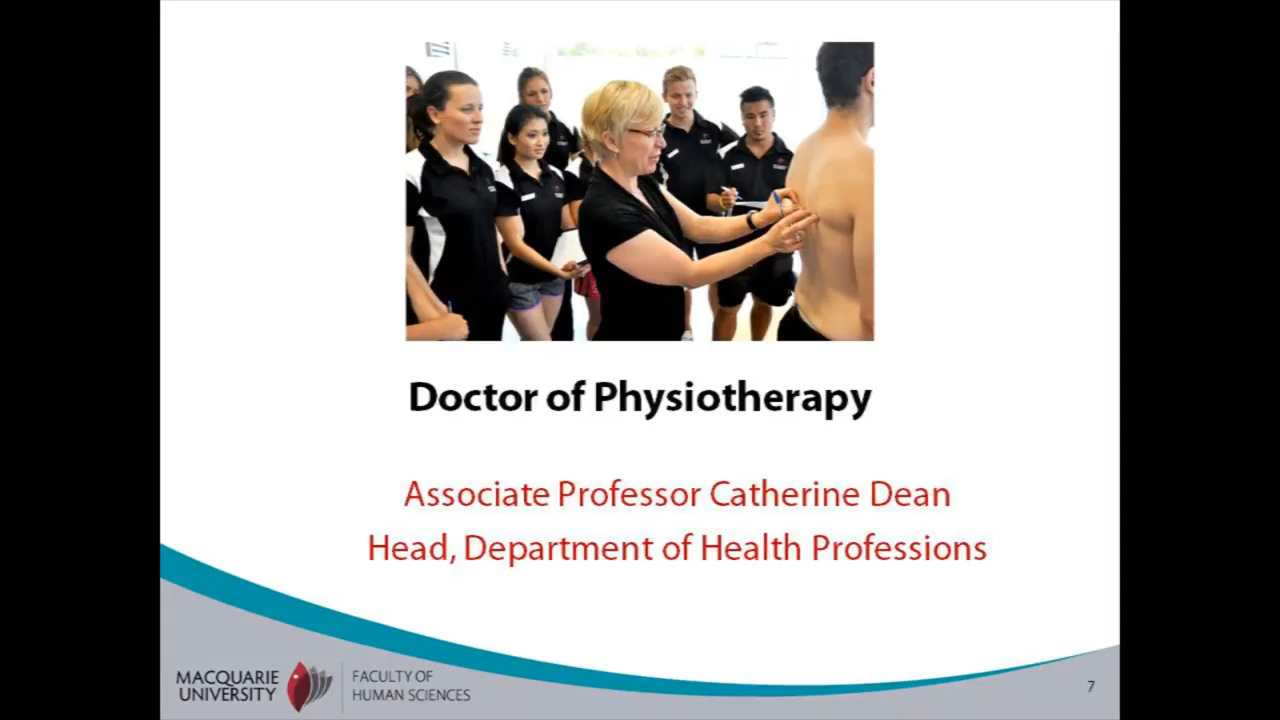 Doctor of Physiotherapy
Associate Professor Catherine Dean
Head, Department of Health Professions
MACQUARIE
UNIVERSITY
FACULTY OF
HUMAN SCIENCES
7